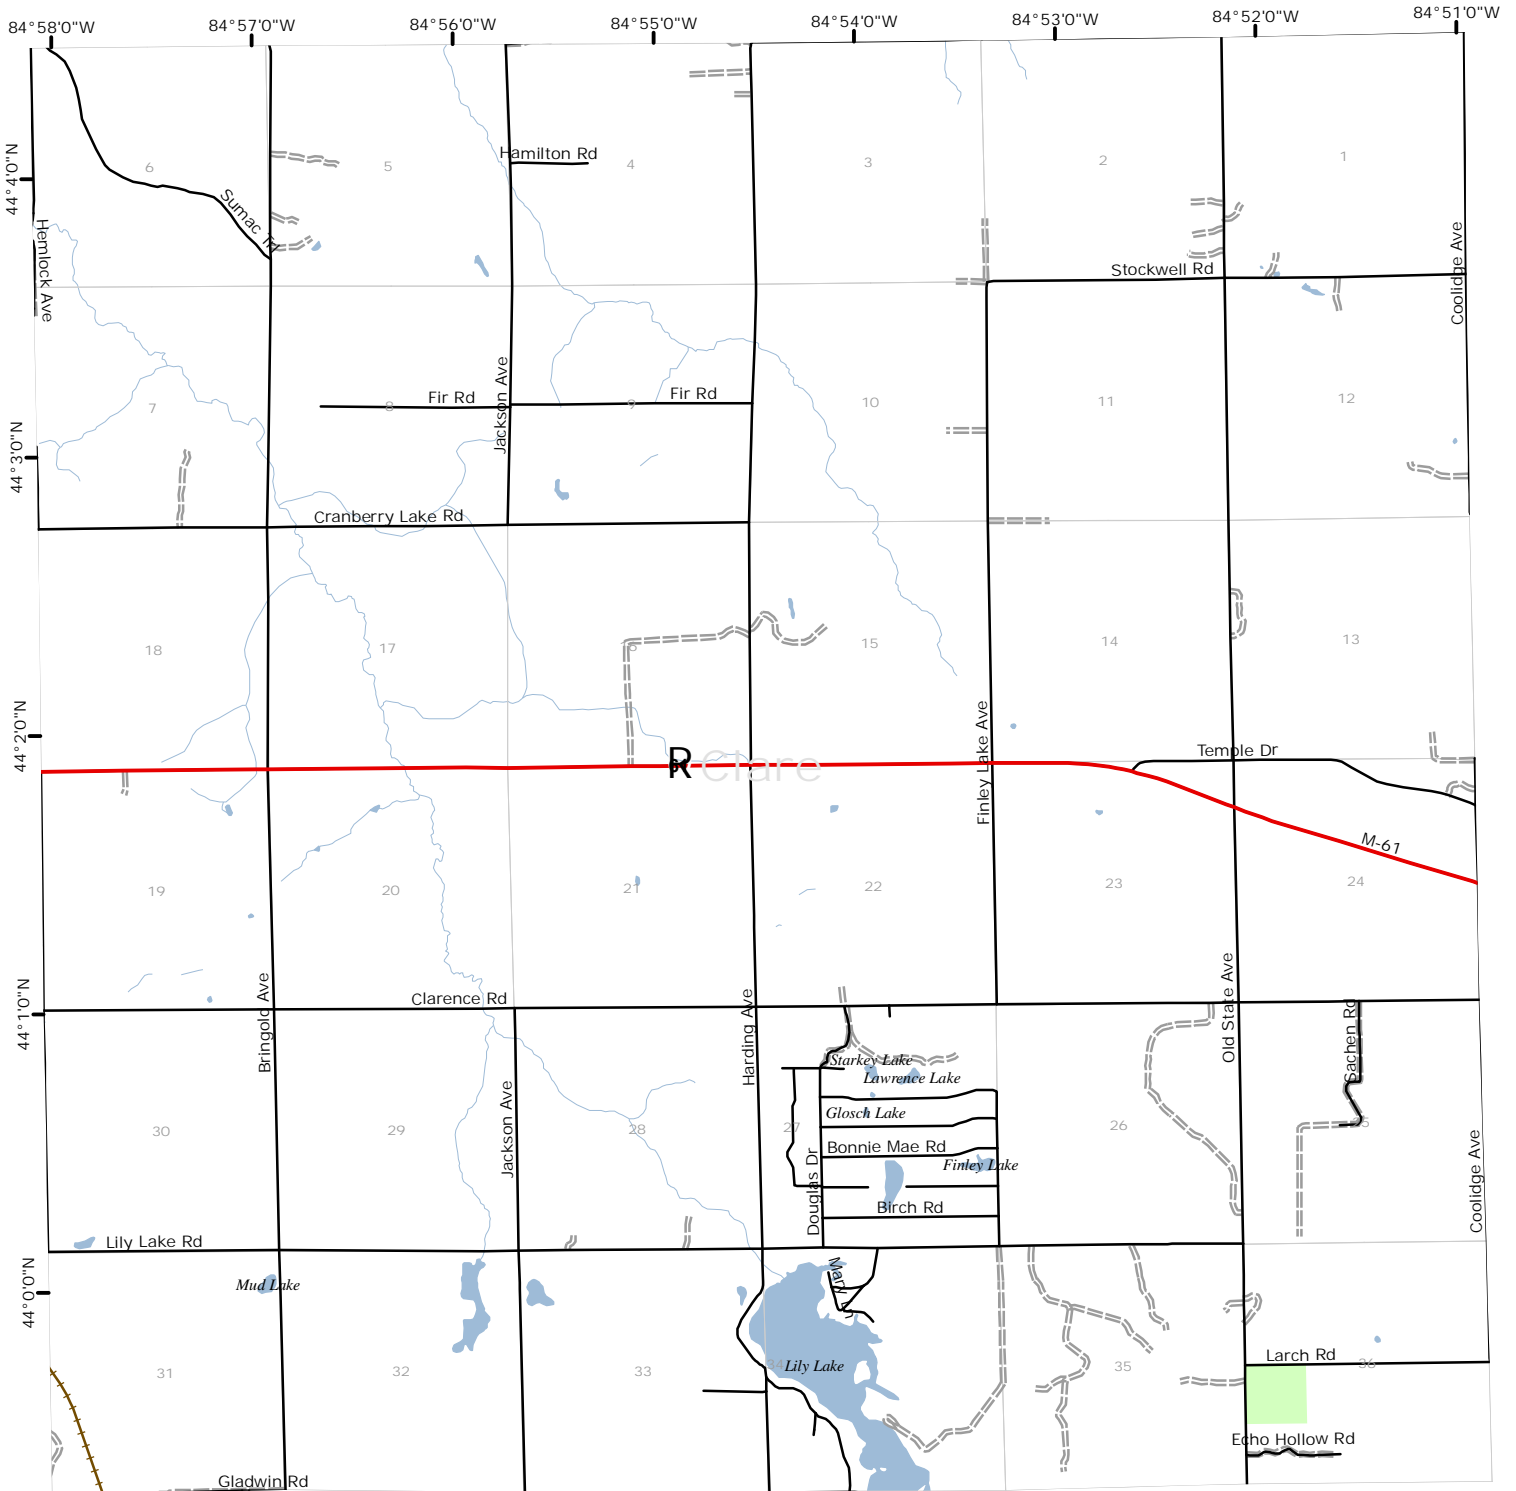 84°58'0"W
84°57'0"W
84°56'0"W
84°55'0"W
84°54'0"W
84°53'0"W
84°52'0"W
84°51'0"W
44°4'0"N
6
5
Hamilton Rd
4
3
2
1
Sumac Trl
Hemlock Ave
Stockwell Rd
Coolidge Ave
Jackson Ave
Fir Rd
Fir Rd
7
8
9
10
11
12
44°3'0"N
Cranberry Lake Rd
18
17
16
15
14
13
44°2'0"N
Finley Lake Ave
Temple Dr
R
Clare
M-61
19
20
21
22
23
24
44°1'0"N
Bringold Ave
Clarence Rd
Harding Ave
Old State Ave
Sachen Rd
Starkey Lake
Lawrence Lake
Glosch Lake
Jackson Ave
30
29
28
27
26
25
Bonnie Mae Rd
Finley Lake
Douglas Dr
Birch Rd
Coolidge Ave
Lily Lake Rd
44°0'0"N
Mud Lake
Mary Ln
Larch Rd
31
32
33
34
Lily Lake
35
36
Echo Hollow Rd
Gladwin Rd